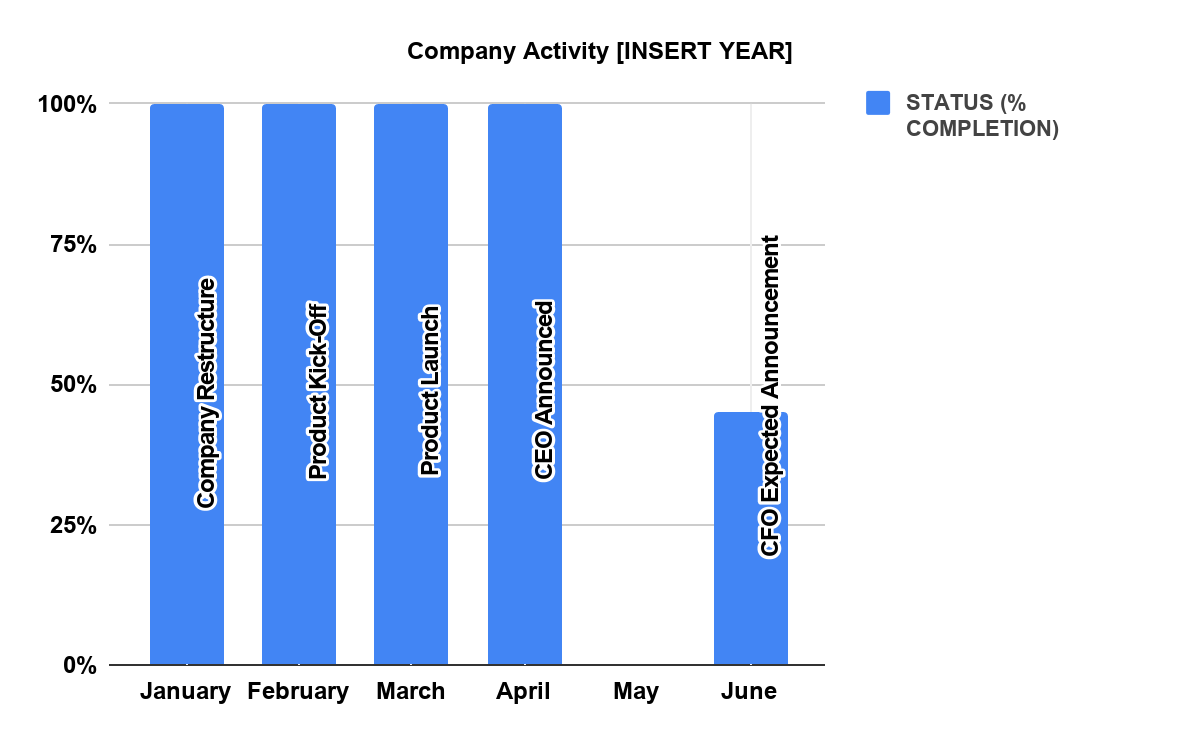 Company Activity [INSERT YEAR]
STATUS (%
COMPLETION)
100%
75%
50%
25%
0%
Company Restructure
Product Kick-Off
Product Launch
CEO Announced
CFO Expected Announcement
January
February
March
April
May
June